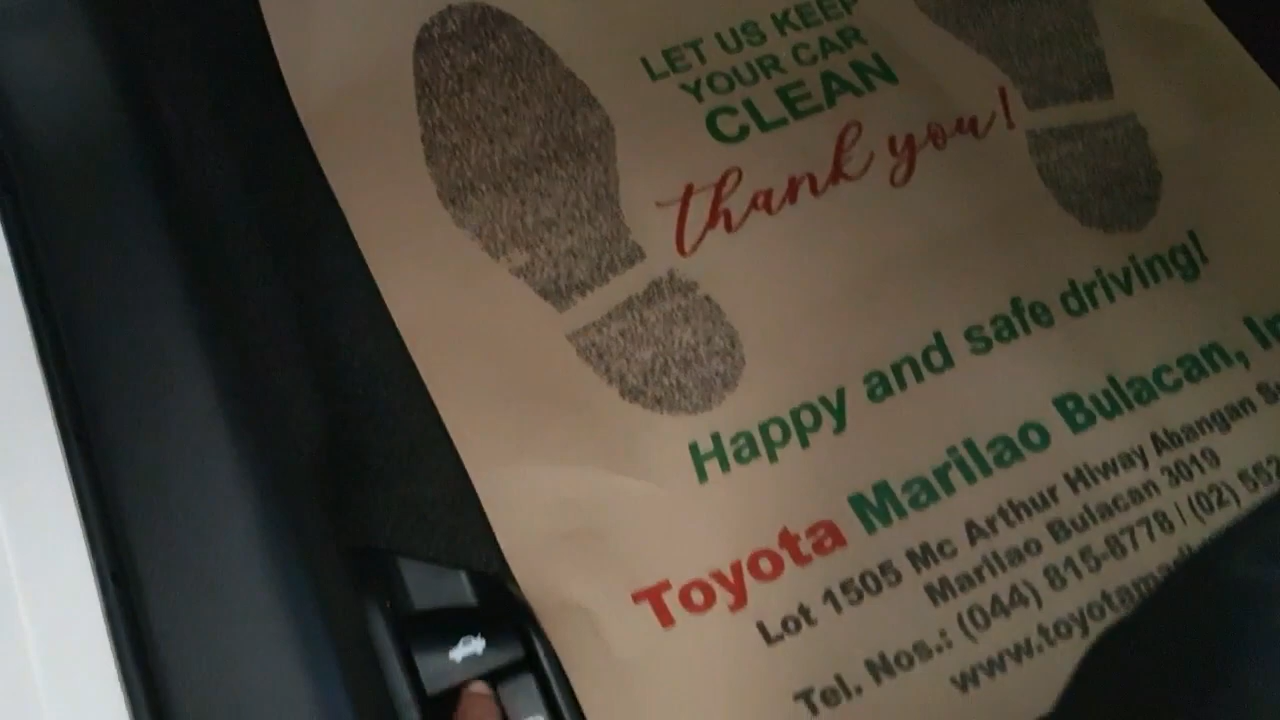 LET US KEEP
YOUR CAR
CLEAN
thank you!
Happy and safe driving!
Toyota Marilao Bulacan,
Lot 1505 Mc Arthur Hiway Abangan
Marilao Bulacan 3019
Tel. Nos.: (044) 815-8778 / (02)